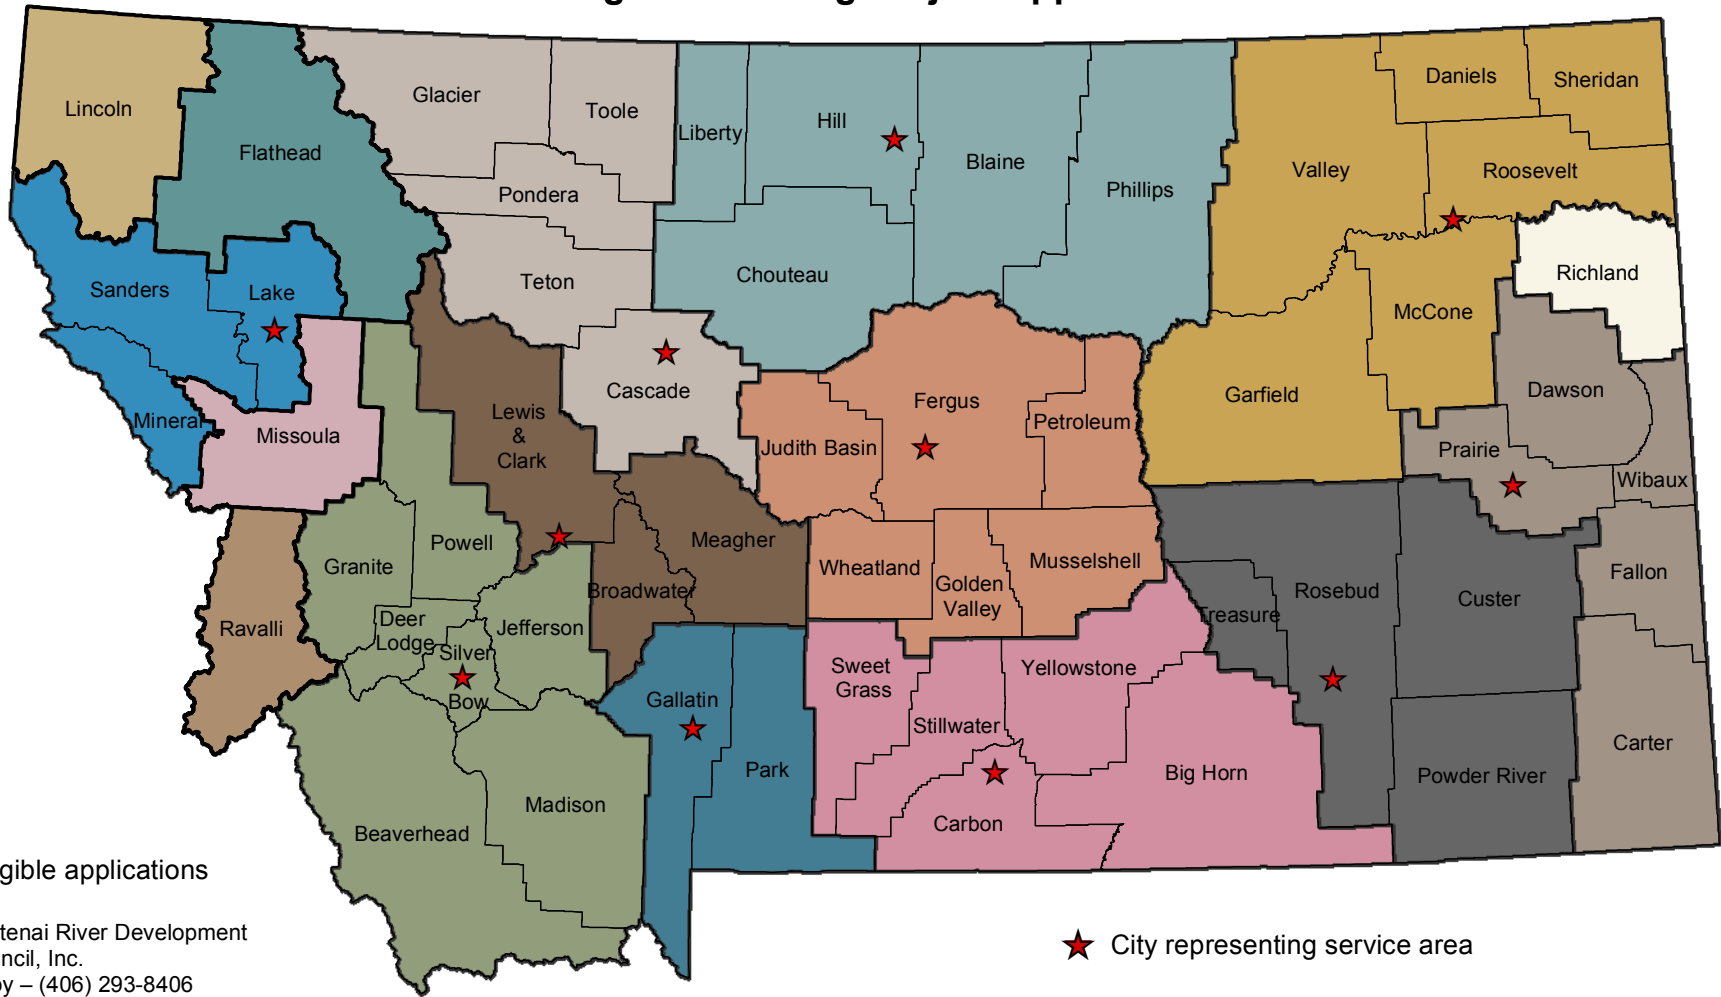 Lincoln
Flathead
Glacier
Toole
Liberty
Hill
Blaine
Phillips
Valley
Daniels
Sheridan
Roosevelt
Richland
Pondera
Teton
Chouteau
Sanders
Lake
Mineral
Missoula
Cascade
Lewis
&
Clark
Judith Basin
Fergus
Petroleum
Garfield
McCone
Dawson
Prairie
Wibaux
Powell
Granite
Meagher
Broadwater
Wheatland
Golden
Valley
Musselshell
Treasure
Rosebud
Custer
Fallon
Ravalli
Deer
Lodge
Silver
Bow
Jefferson
Gallatin
Park
Sweet
Grass
Stillwater
Yellowstone
Carbon
Big Horn
Powder River
Carter
Beaverhead
Madison
gible applications
tenai River Development
ncil, Inc.
y – (406) 293-8406
City representing service area